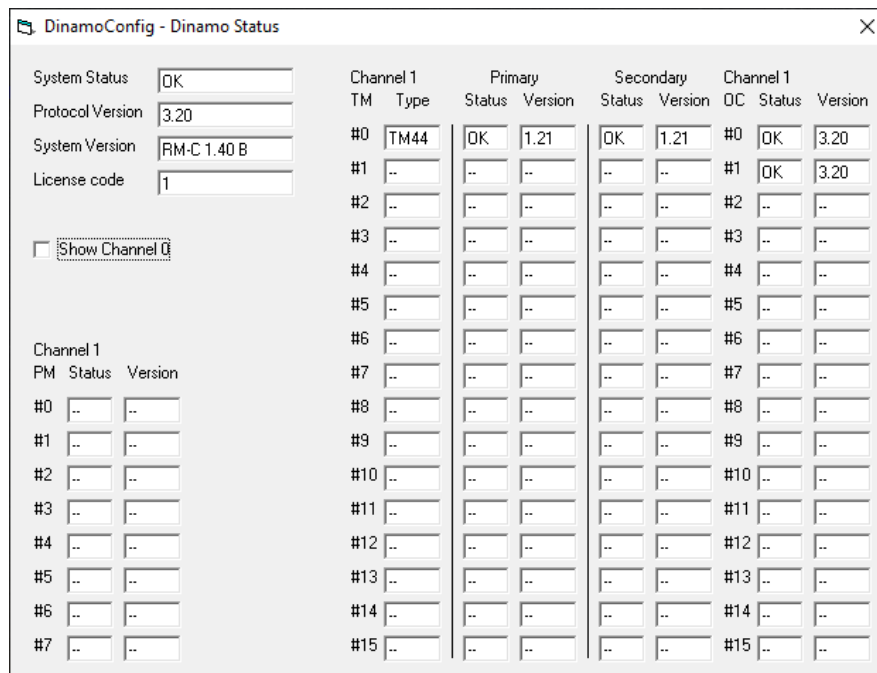 DinamoConfig - Dinamo Status
System Status OK
Protocol Version 3.20
System Version RM-C 1.40 B
License code 1
Show Channel 0
Channel 1
PM Status Version
#0 -- --
#1 -- --
#2 -- --
#3 -- --
#4 -- --
#5 -- --
#6 -- --
#7 -- --
Channel 1 Primary Secondary Channel 1
TM Type Status Version Status Version OC Status Version
#0 TM44 OK 1.21 OK 1.21 #0 OK 3.20
#1 -- -- -- -- -- #1 OK 3.20
#2 -- -- -- -- -- #2 -- --
#3 -- -- -- -- -- #3 -- --
#4 -- -- -- -- -- #4 -- --
#5 -- -- -- -- -- #5 -- --
#6 -- -- -- -- -- #6 -- --
#7 -- -- -- -- -- #7 -- --
#8 -- -- -- -- -- #8 -- --
#9 -- -- -- -- -- #9 -- --
#10 -- -- -- -- -- #10 -- --
#11 -- -- -- -- -- #11 -- --
#12 -- -- -- -- -- #12 -- --
#13 -- -- -- -- -- #13 -- --
#14 -- -- -- -- -- #14 -- --
#15 -- -- -- -- -- #15 -- --